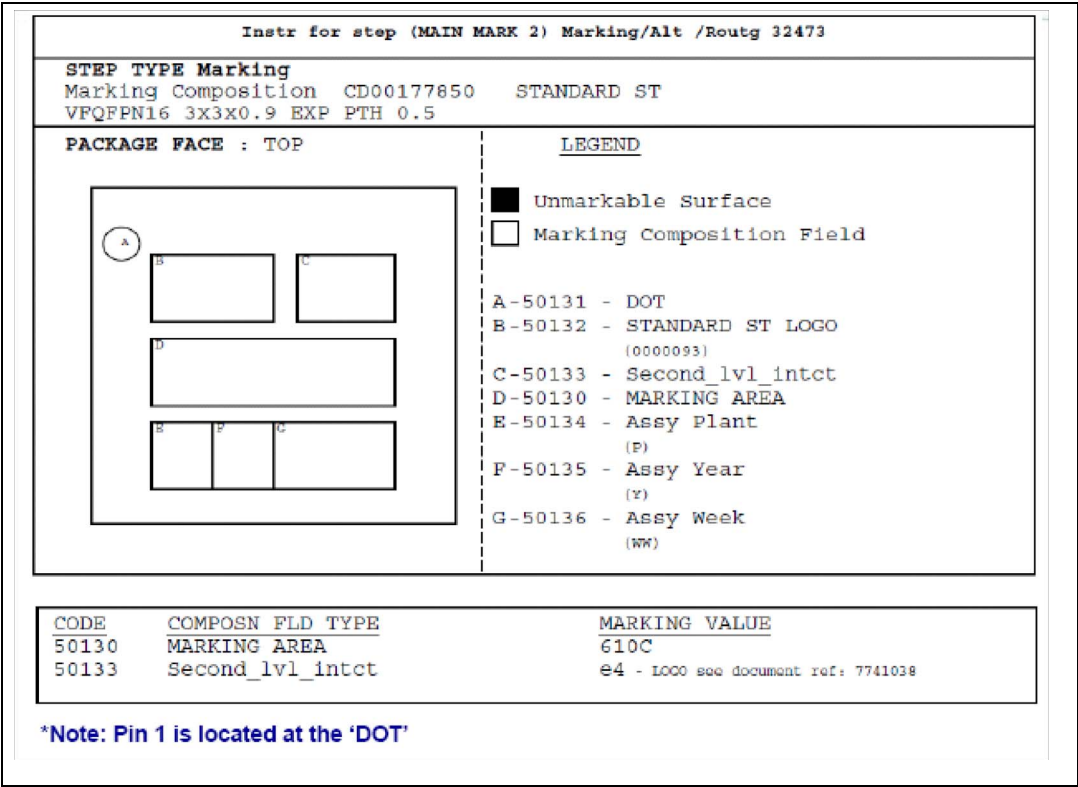 Instr for step (MAIN MARK 2) Marking/Alt /Routg 32473
STEP TYPE Marking
Marking Composition CD00177850 STANDARD ST
VFQFPN16 3X3X0.9 EXP PTH 0.5
PACKAGE FACE : TOP
LEGEND
Unmarkable Surface
Marking Composition Field
A
B
C
D
E
F
G
A-50131 - DOT
B-50132 - STANDARD ST LOGO
(0000093)
C-50133 - Second_lvl_intct
D-50130 - MARKING AREA
E-50134 - Assy Plant
(P)
F-50135 - Assy Year
(Y)
G-50136 - Assy Week
(WW)
CODE COMPOSN FLD TYPE MARKING VALUE
50130 MARKING AREA 610C
50133 Second_lvl_intct e4 - LOGO see document ref: 7741038
*Note: Pin 1 is located at the ‘DOT’